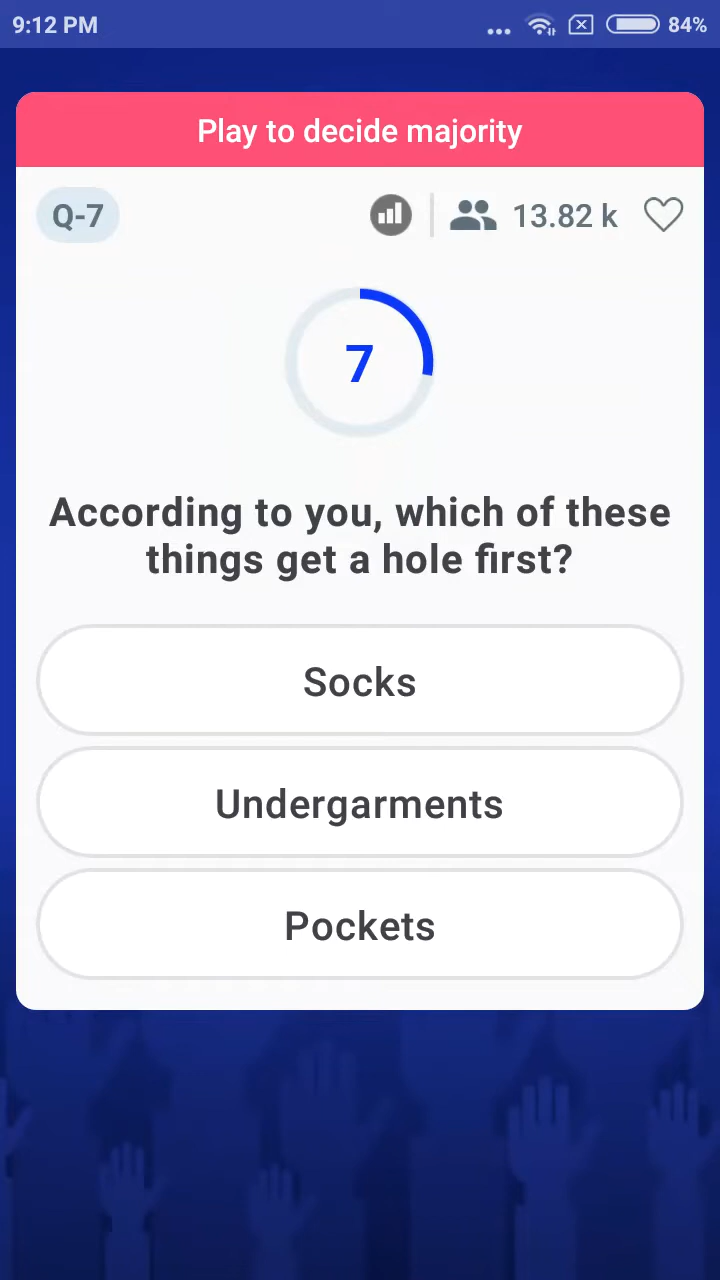 9:12 PM
84%
Play to decide majority
Q-7
13.82 k
7
According to you, which of these
things get a hole first?
Socks
Undergarments
Pockets